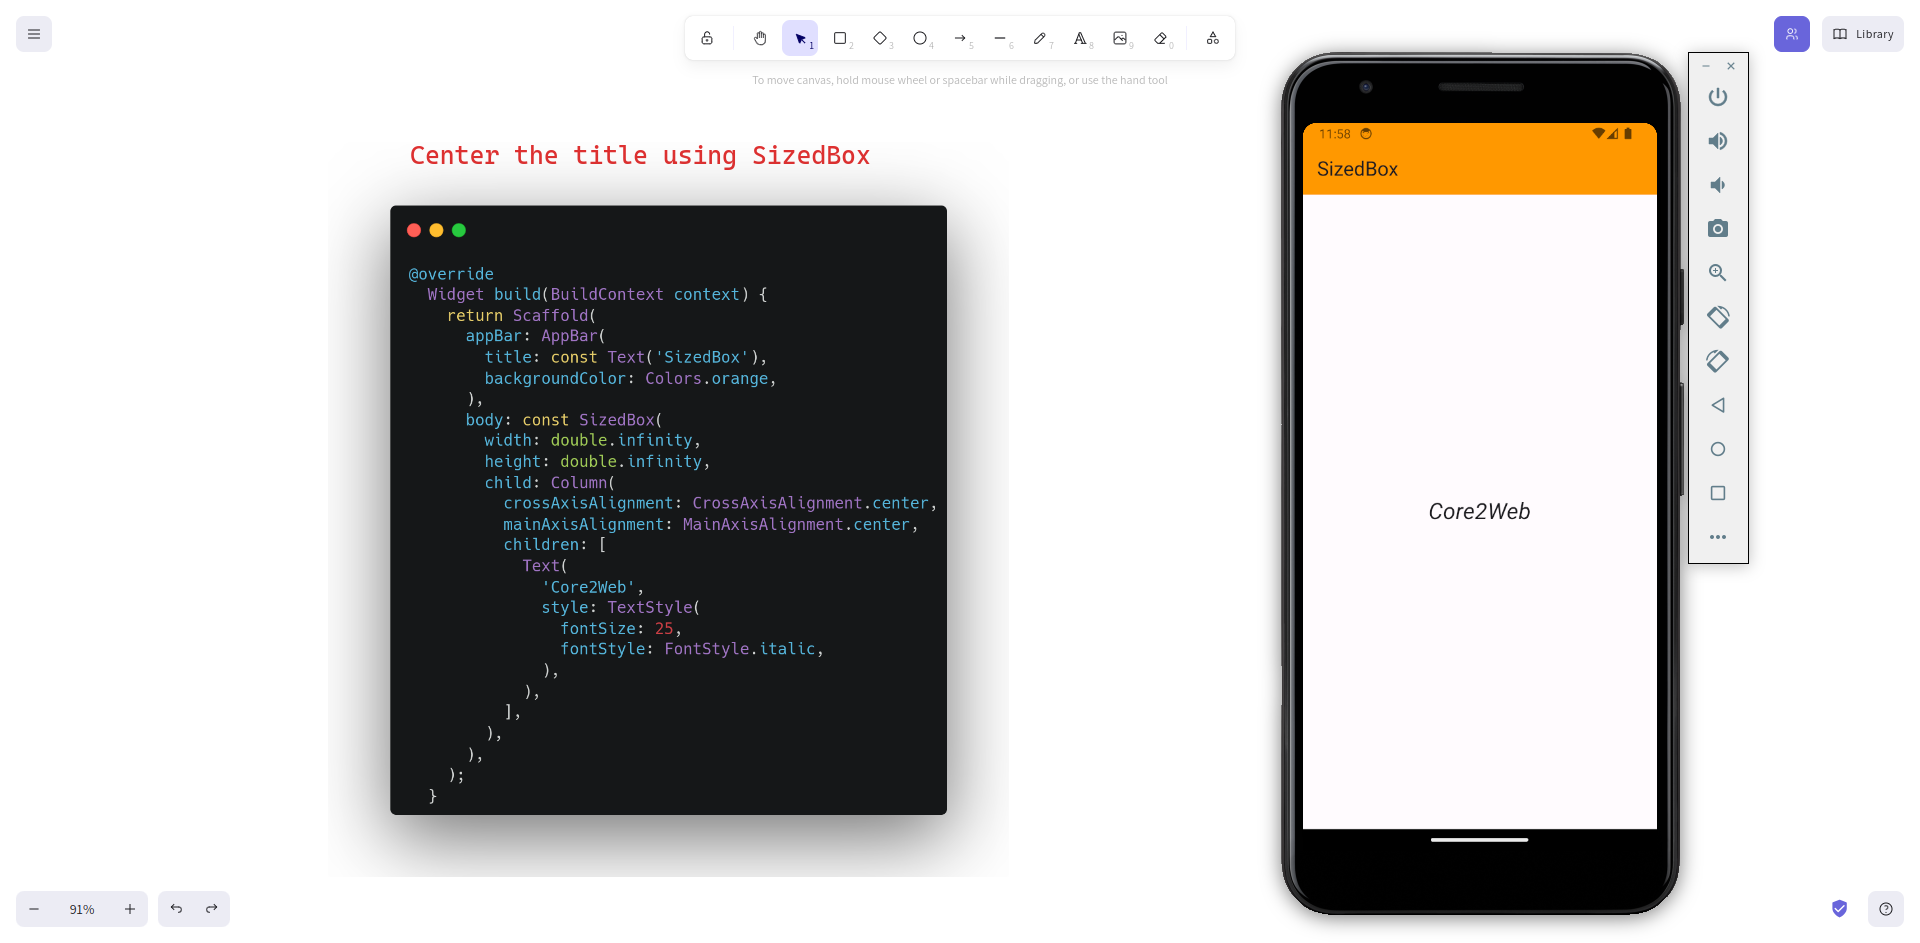 1
2
3
4
5
6
7
8
9
0
Library
To move canvas, hold mouse wheel or spacebar while dragging, or use the hand tool
Center the title using SizedBox
@override
Widget build(BuildContext context) {
return Scaffold(
appBar: AppBar(
title: const Text('SizedBox'),
backgroundColor: Colors.orange,
),
body: const SizedBox(
width: double.infinity,
height: double.infinity,
child: Column(
crossAxisAlignment: CrossAxisAlignment.center,
mainAxisAlignment: MainAxisAlignment.center,
children: [
Text(
'Core2Web',
style: TextStyle(
fontSize: 25,
fontStyle: FontStyle.italic,
),
),
],
),
),
);
}
11:58
SizedBox
Core2Web
91%